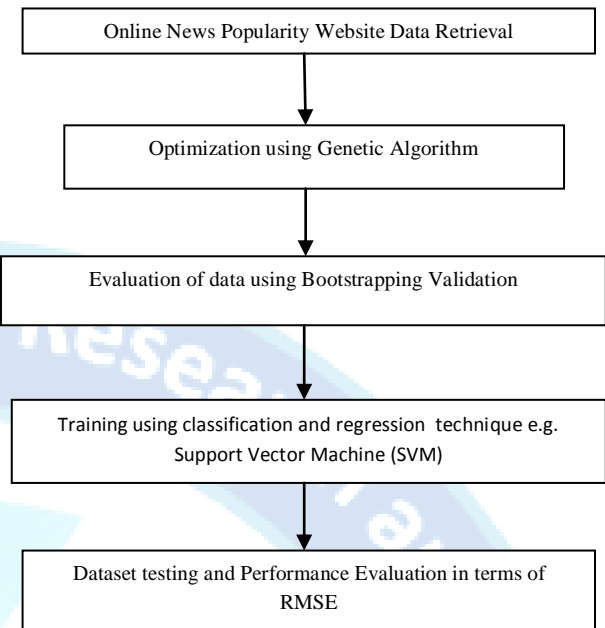 Online News Popularity Website Data Retrieval
Optimization using Genetic Algorithm
Evaluation of data using Bootstrapping Validation
Training using classification and regression technique e.g.
Support Vector Machine (SVM)
Dataset testing and Performance Evaluation in terms of
RMSE